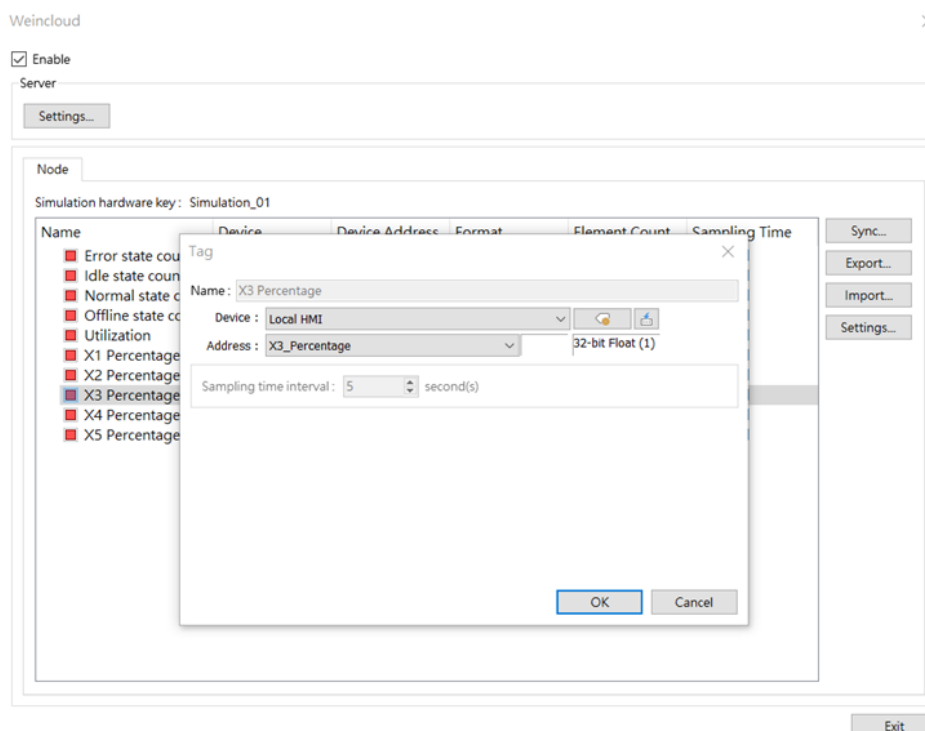 Weincloud
Enable
Server
Settings...
Node
Simulation hardware key : Simulation_01
Name Device Device Address Format Element Count Sampling Time
Error state cou
Idle state coun
Normal state c
Offline state cc
Utilization
X1 Percentage
X2 Percentage
X3 Percentage
X4 Percentage
X5 Percentage
Sync...
Export...
Import...
Settings...
Tag
Name : X3 Percentage
Device : Local HMI
Address : X3_Percentage 32-bit Float (1)
Sampling time interval : 5 second(s)
OK Cancel
Exit